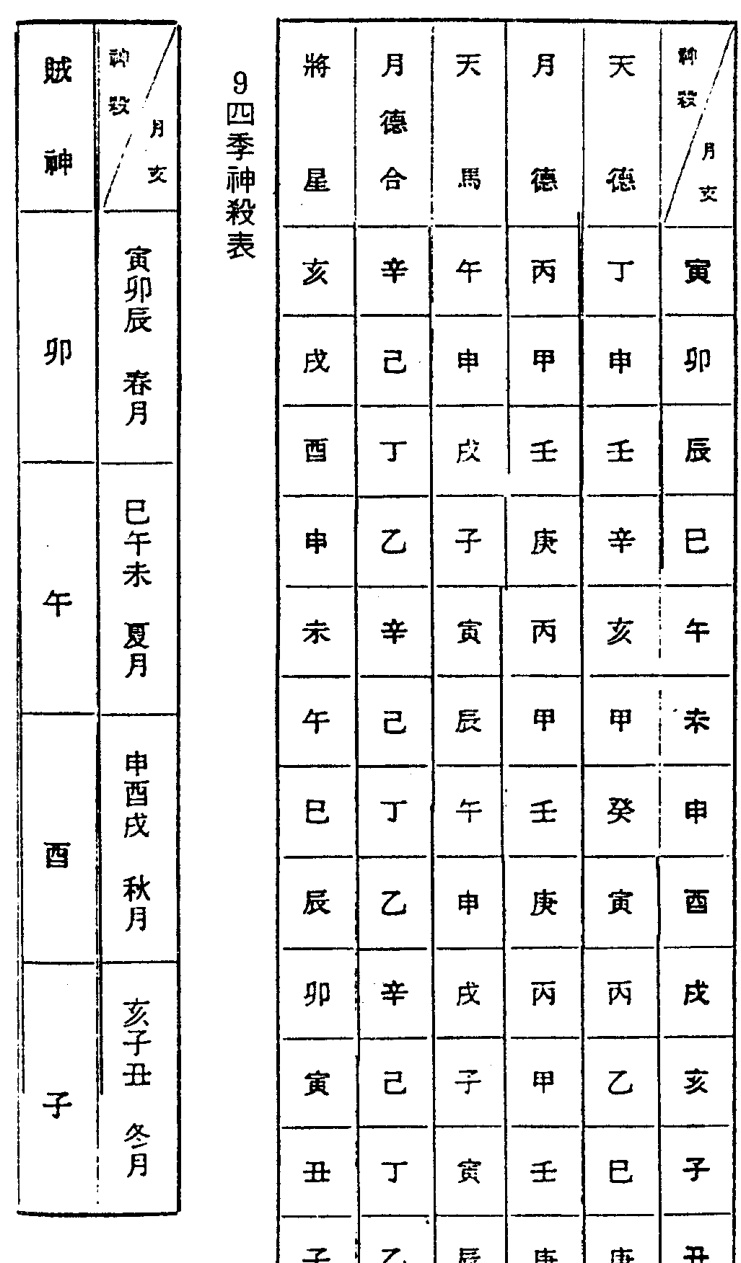 神殺 月支 寅 卯 辰 巳 午 未 申 酉 戌 亥 子 丑
天德 丁 申 壬 辛 亥 甲 癸 寅 丙 乙 巳 庚
月德 丙 甲 壬 庚 丙 甲 壬 庚 丙 甲 壬 庚
天馬 午 申 戌 子 寅 辰 午 申 戌 子 寅 辰
月德合 辛 己 丁 乙 辛 己 丁 乙 辛 己 丁 乙
將星 亥 戌 酉 申 未 午 巳 辰 卯 寅 丑 子
9四季神殺表
神殺 月支 寅卯辰 春月 巳午未 夏月 申酉戌 秋月 亥子丑 冬月
賊神 卯 午 酉 子